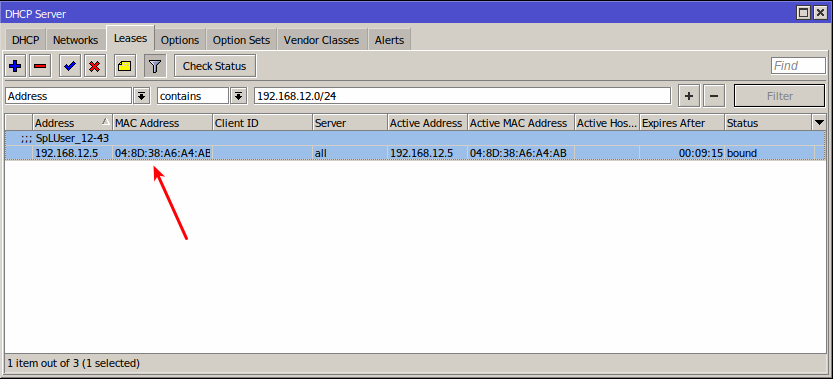 DHCP Server
DHCP Networks Leases Options Option Sets Vendor Classes Alerts
Check Status Find
Address contains 192.168.12.0/24 Filter
Address MAC Address Client ID Server Active Address Active MAC Address Active Hos... Expires After Status
;;; SpLUser_12-43
192.168.12.5 04:8D:38:A6:A4:AB all 192.168.12.5 04:8D:38:A6:A4:AB 00:09:15 bound
1 item out of 3 (1 selected)